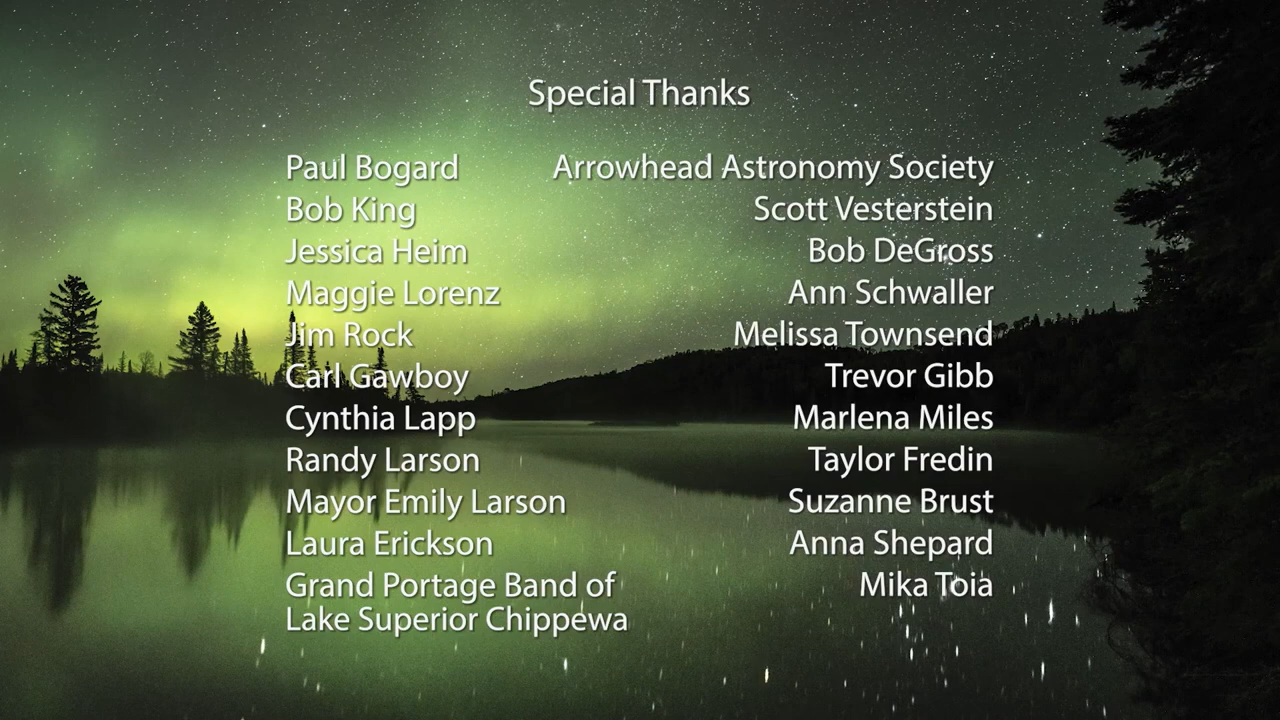 Special Thanks
Paul Bogard
Bob King
Jessica Heim
Maggie Lorenz
Jim Rock
Carl Gawboy
Cynthia Lapp
Randy Larson
Mayor Emily Larson
Laura Erickson
Grand Portage Band of
Lake Superior Chippewa
Arrowhead Astronomy Society
Scott Vesterstein
Bob DeGross
Ann Schwaller
Melissa Townsend
Trevor Gibb
Marlena Miles
Taylor Fredin
Suzanne Brust
Anna Shepard
Mika Toia